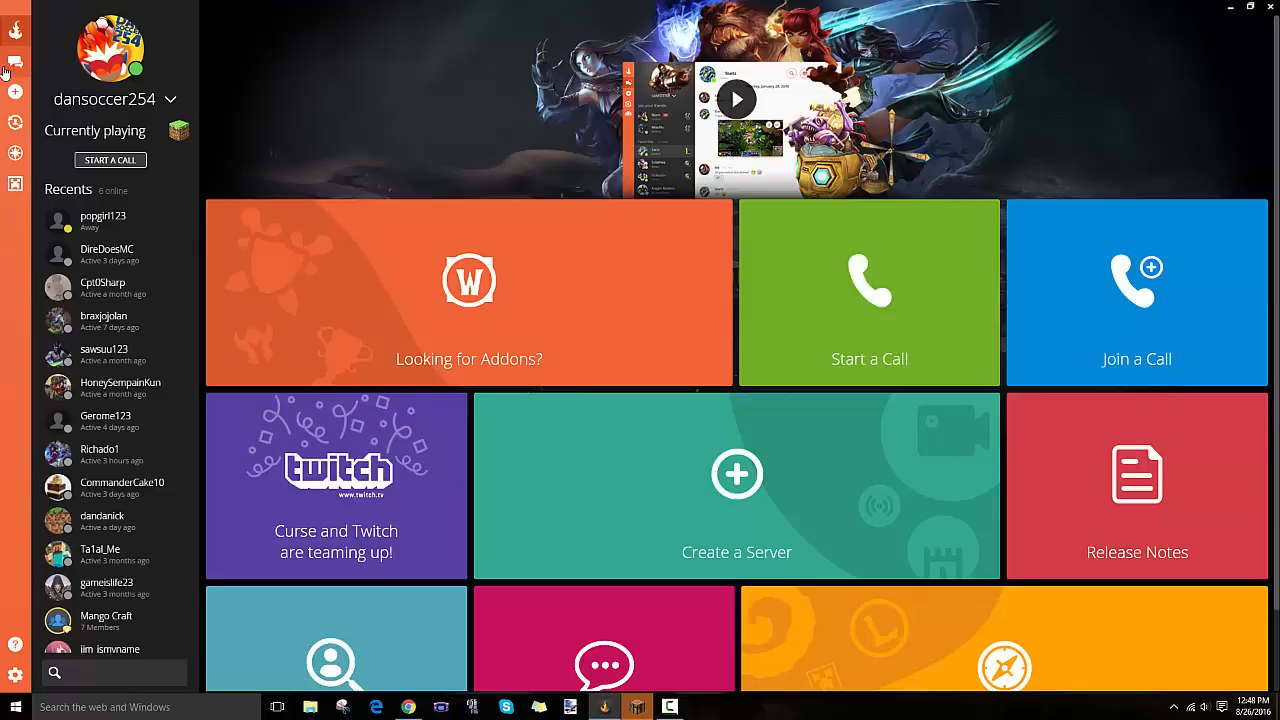 occer254
Currently playing
START A CALL
Recents 6 online
popgirl123
Away
DireDoesMC
Active 3 days ago
Cpt0Sharp
Active a month ago
braxjojolan
Active 7 days ago
sawsuu123
Active a month ago
HoneySempainKun
Active a month ago
Gerome123
Active 4 days ago
Richado1
Active 3 hours ago
CommanderCake10
Active 3 days ago
dandanick
Active a day ago
Ta1al_Me
Active 3 months ago
gameislife23
Active 3 months ago
Mango Craft
7 Members
jim_ismyname
W
Looking for Addons?
Start a Call
Join a Call
twitch
www.twitch.tv
Curse and Twitch
are teaming up!
Create a Server
Release Notes
Search the web and Windows
12:48 PM
8/26/2016